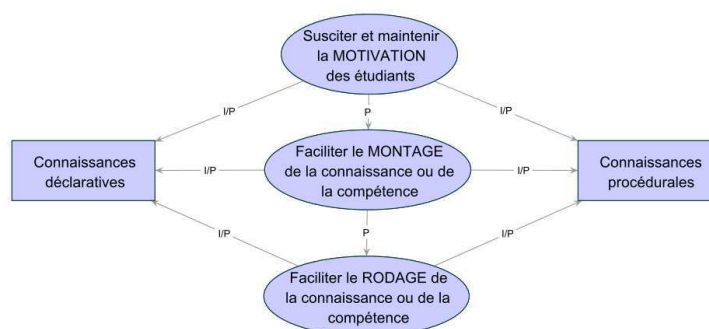 Susciter et maintenir
la MOTIVATION
des étudiants
I/P
P
I/P
Connaissances
déclaratives
I/P
Faciliter le MONTAGE
de la connaissance ou de
la compétence
I/P
Connaissances
procédurales
I/P
P
I/P
Faciliter le RODAGE de
la connaissance ou de la
compétence